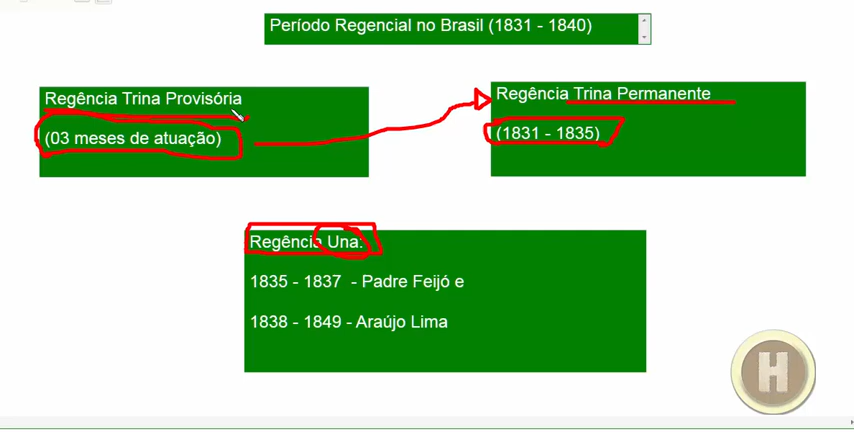 Período Regencial no Brasil (1831 - 1840)
Regência Trina Provisória
(03 meses de atuação)
Regência Trina Permanente
(1831 - 1835)
Regência Una:
1835 - 1837 - Padre Feijó e
1838 - 1849 - Araújo Lima
H